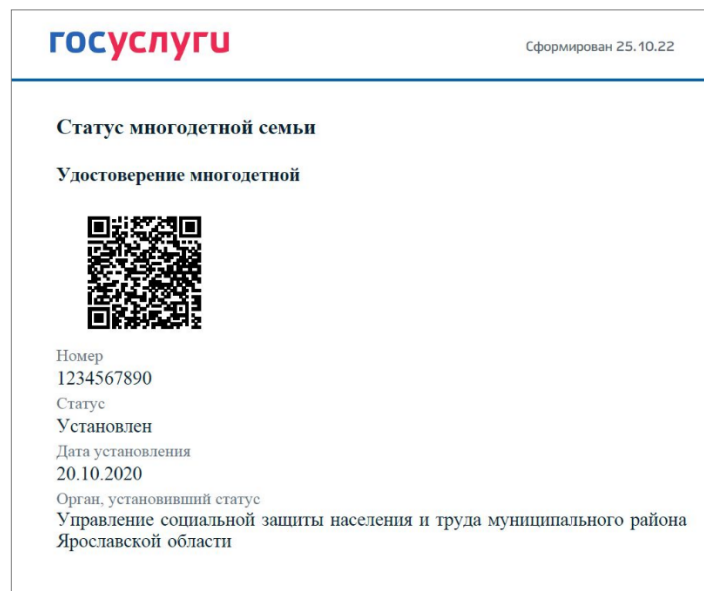 госуслуги
Сформирован 25.10.22
Статус многодетной семьи
Удостоверение многодетной
Номер
1234567890
Статус
Установлен
Дата установления
20.10.2020
Орган, установивший статус
Управление социальной защиты населения и труда муниципального района
Ярославской области